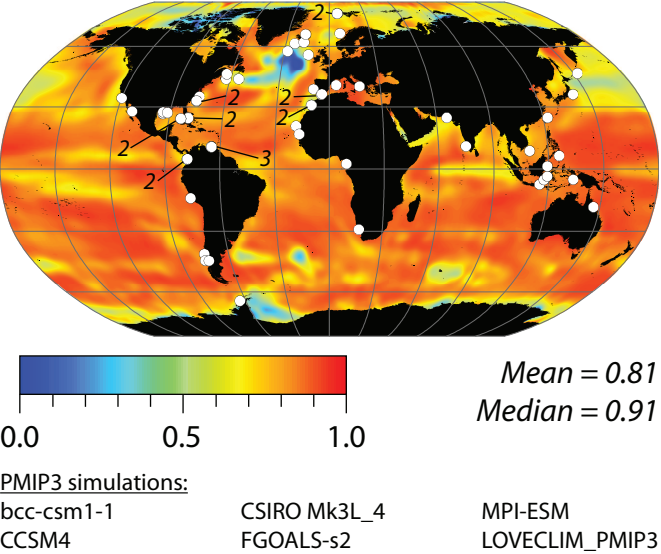 2
2
2
2
2
2
3
2
0.0 0.5 1.0
Mean = 0.81
Median = 0.91
PMIP3 simulations:
bcc-csm1-1 CSIRO Mk3L_4 MPI-ESM
CCSM4 FGOALS-s2 LOVECLIM_PMIP3